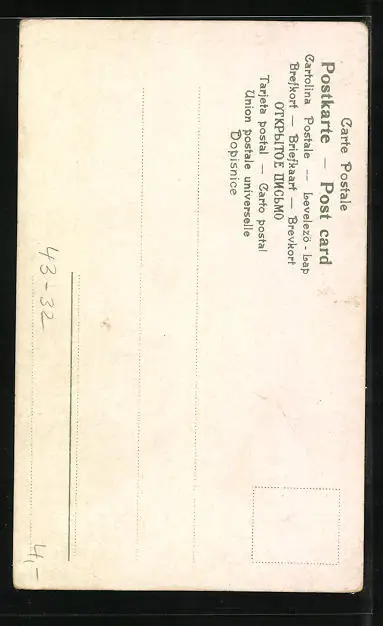 Carte Postale
Postkarte — Post card
Cartolina Postale — Levelező-Lap
Brefkort — Briefkaart — Brevkort
ОТКРЫТОЕ ПИСЬМО
Tarjeta postal — Carto postal
Union postale universelle
Dopisnice
43-32
4,-